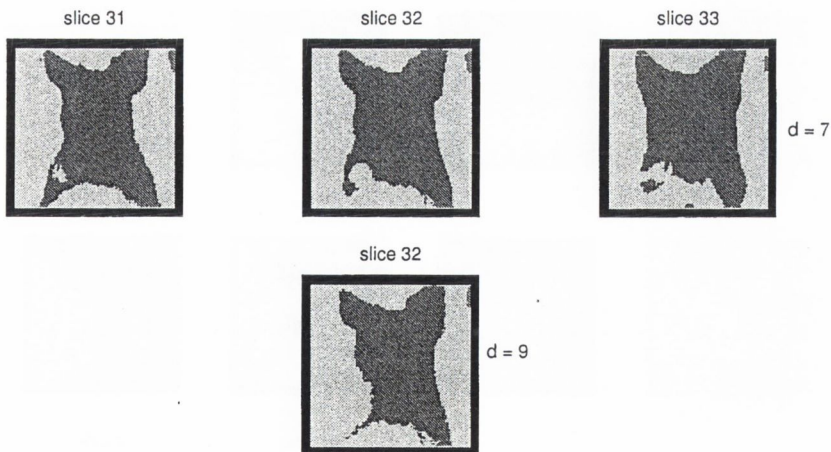 slice 31
slice 32
slice 33
d = 7
slice 32
d = 9